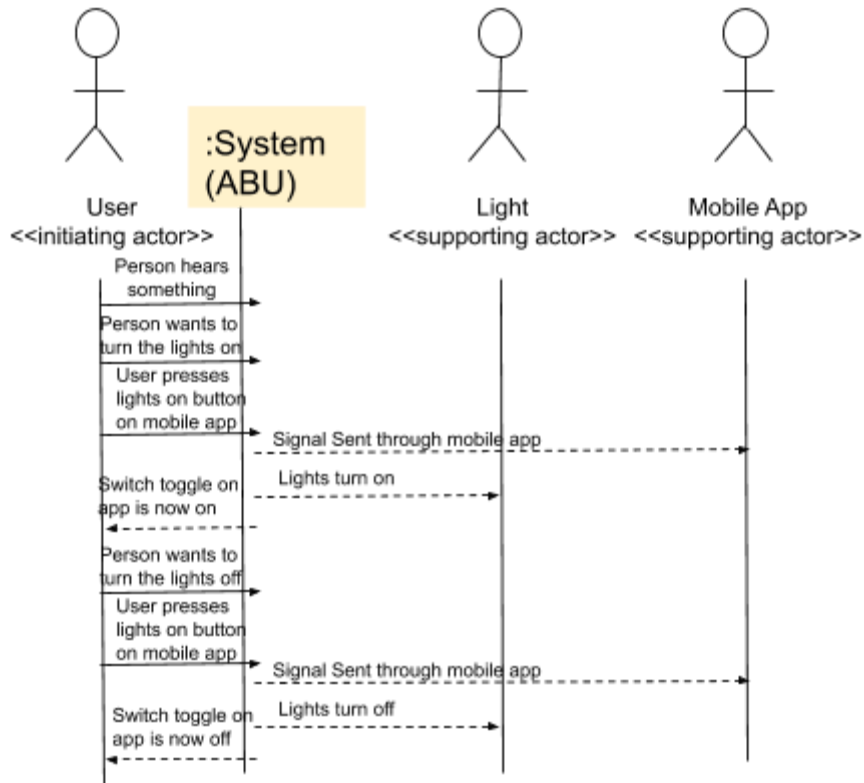 :System
(ABU)
User
<<initiating actor>>
Light
<<supporting actor>>
Mobile App
<<supporting actor>>
Person hears
something
Person wants to
turn the lights on
User presses
lights on button
on mobile app
Signal Sent through mobile app
Lights turn on
Switch toggle on
app is now on
Person wants to
turn the lights off
User presses
lights on button
on mobile app
Signal Sent through mobile app
Lights turn off
Switch toggle on
app is now off